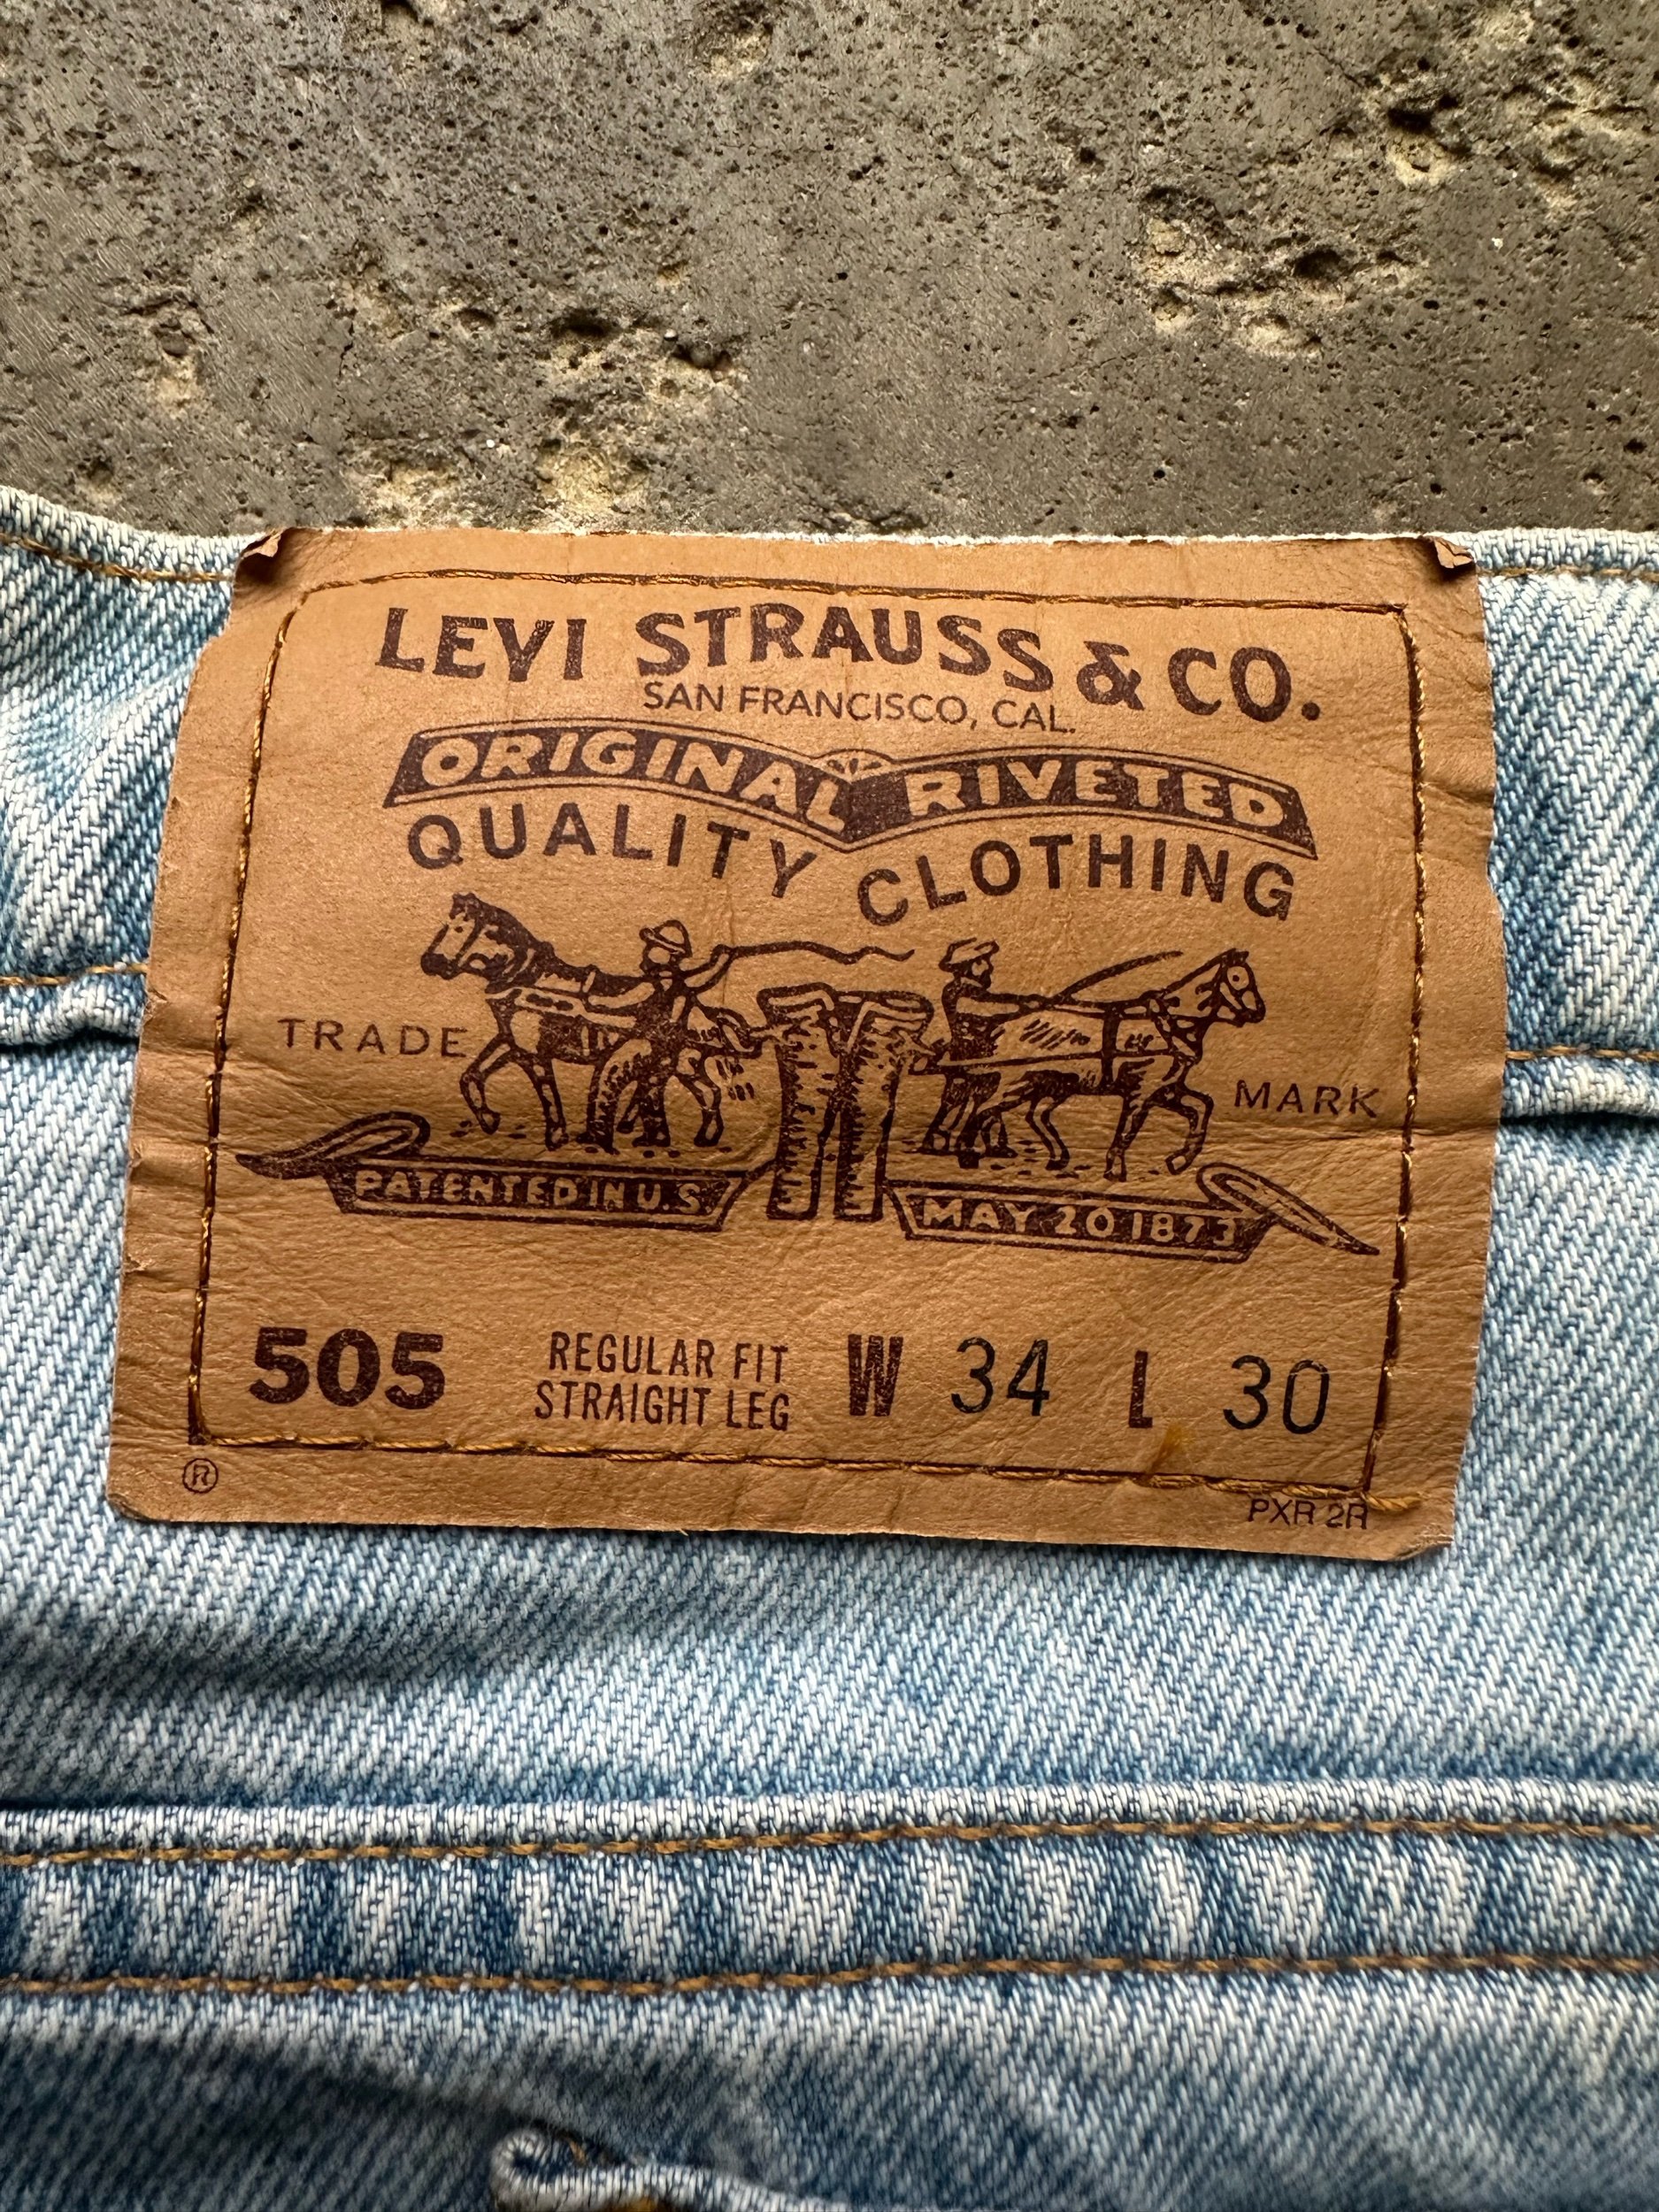 LEVI STRAUSS & CO.
SAN FRANCISCO, CAL.
ORIGINAL RIVETED
QUALITY CLOTHING
TRADE MARK
PATENTED IN U.S.
MAY 20 1873
505 REGULAR FIT STRAIGHT LEG W 34 L 30
® PXR 2R